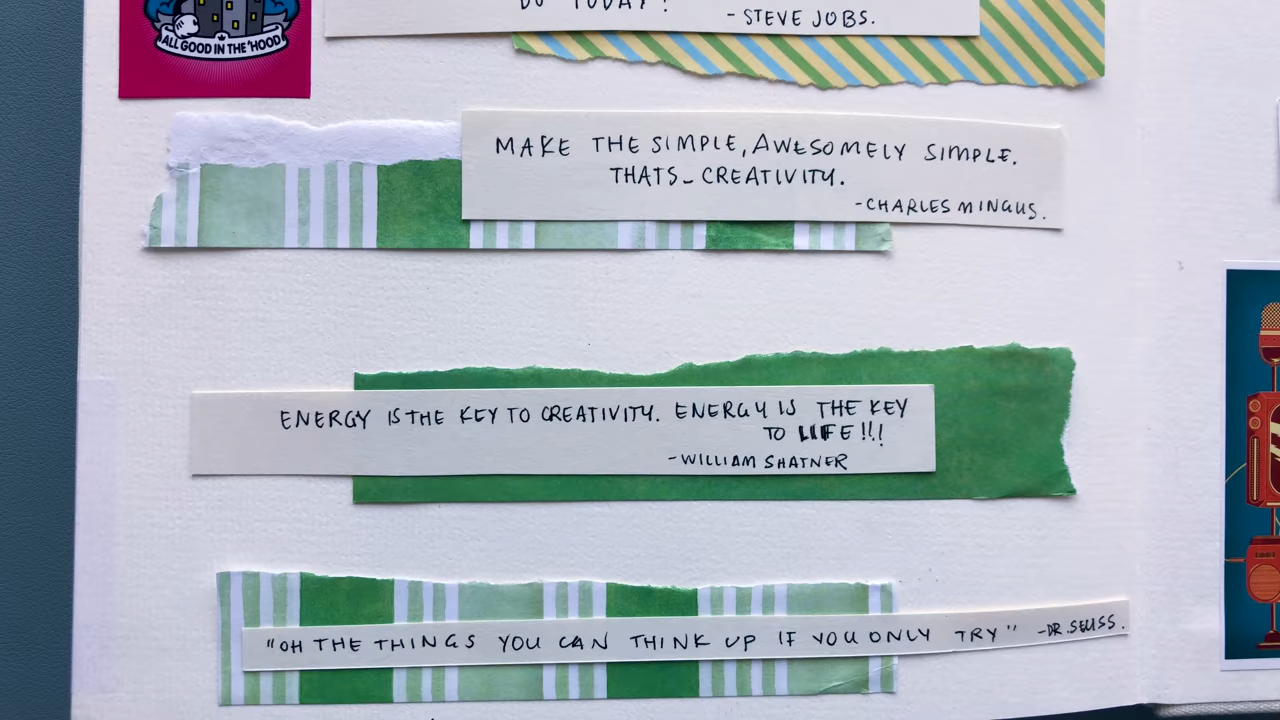 DO TODAY?
-STEVE JOBS.
ALL GOOD IN THE 'HOOD
MAKE THE SIMPLE, AWESOMELY SIMPLE.
THATS_CREATIVITY.
-CHARLES MINGUS.
ENERGY IS THE KEY TO CREATIVITY. ENERGY IS THE KEY
TO LIFE!!!
-WILLIAM SHATNER
"OH THE THINGS YOU CAN THINK UP IF YOU ONLY TRY" -DR.SEUSS.